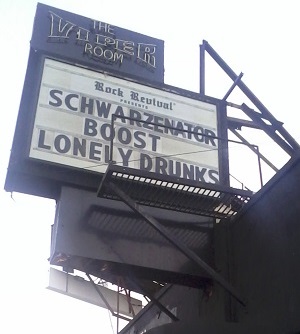 THE
VIPER
ROOM
Rock Revival
PRESENTS
SCHWARZENATOR
BOOST
LONELY DRUNKS